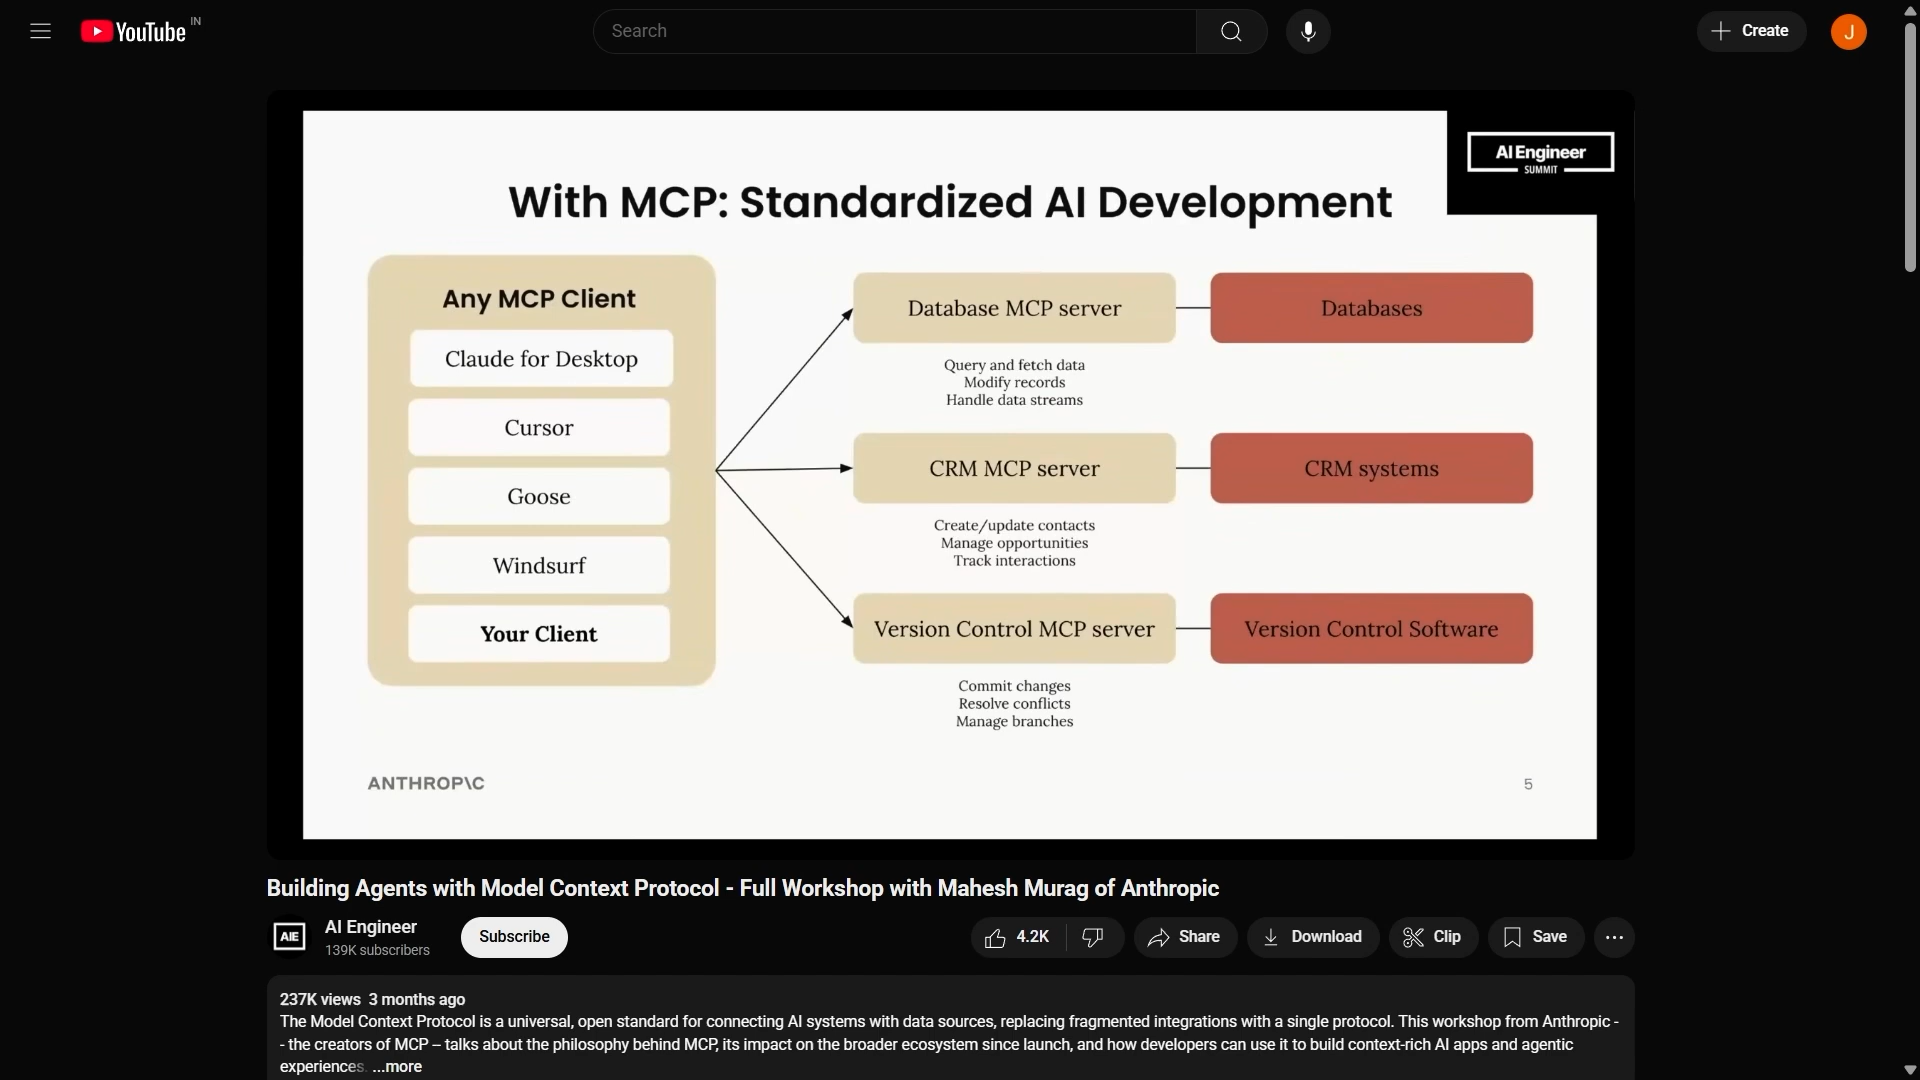 YouTube IN
Search
Create
J
AI Engineer
SUMMIT
With MCP: Standardized AI Development
Any MCP Client
Claude for Desktop
Cursor
Goose
Windsurf
Your Client
Database MCP server
Databases
Query and fetch data
Modify records
Handle data streams
CRM MCP server
CRM systems
Create/update contacts
Manage opportunities
Track interactions
Version Control MCP server
Version Control Software
Commit changes
Resolve conflicts
Manage branches
ANTHROP\C
5
Building Agents with Model Context Protocol - Full Workshop with Mahesh Murag of Anthropic
AIE
AI Engineer
139K subscribers
Subscribe
4.2K
Share
Download
Clip
Save
237K views 3 months ago
The Model Context Protocol is a universal, open standard for connecting AI systems with data sources, replacing fragmented integrations with a single protocol. This workshop from Anthropic -
- the creators of MCP – talks about the philosophy behind MCP, its impact on the broader ecosystem since launch, and how developers can use it to build context-rich AI apps and agentic
experiences. ...more